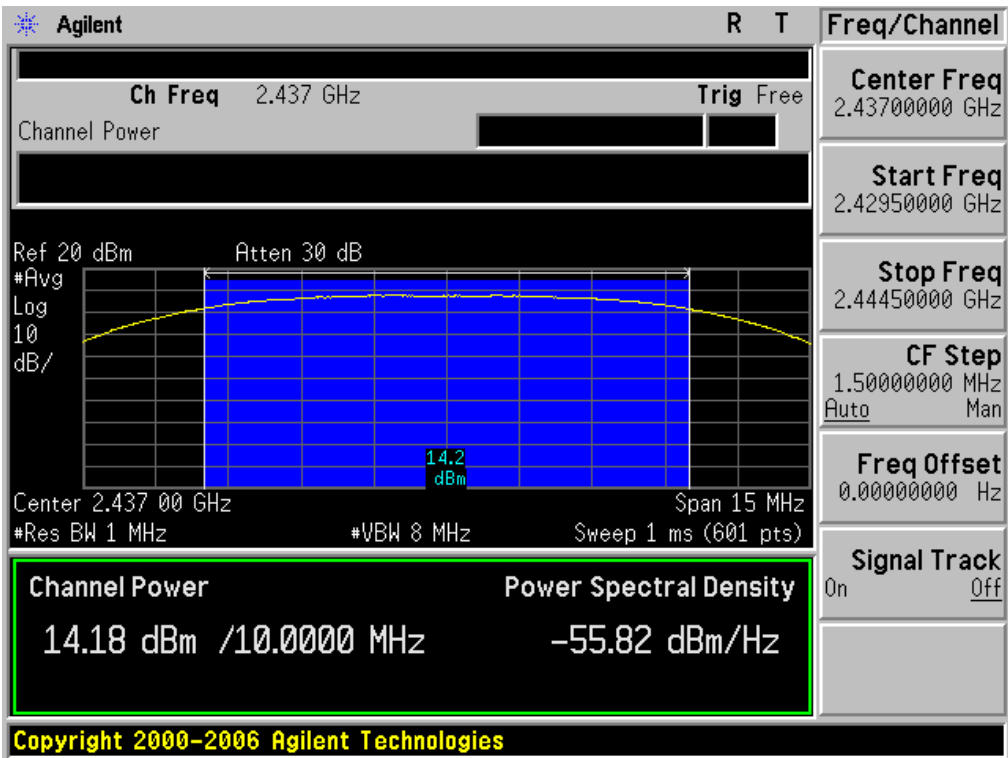 Agilent R T
Ch Freq 2.437 GHz Trig Free
Channel Power
Ref 20 dBm Atten 30 dB
#Avg
Log
10
dB/
14.2
dBm
Center 2.437 00 GHz Span 15 MHz
#Res BW 1 MHz #VBW 8 MHz Sweep 1 ms (601 pts)
Channel Power Power Spectral Density
14.18 dBm /10.0000 MHz -55.82 dBm/Hz
Copyright 2000-2006 Agilent Technologies
Freq/Channel
Center Freq
2.43700000 GHz
Start Freq
2.42950000 GHz
Stop Freq
2.44450000 GHz
CF Step
1.50000000 MHz
Auto Man
Freq Offset
0.00000000 Hz
Signal Track
On Off